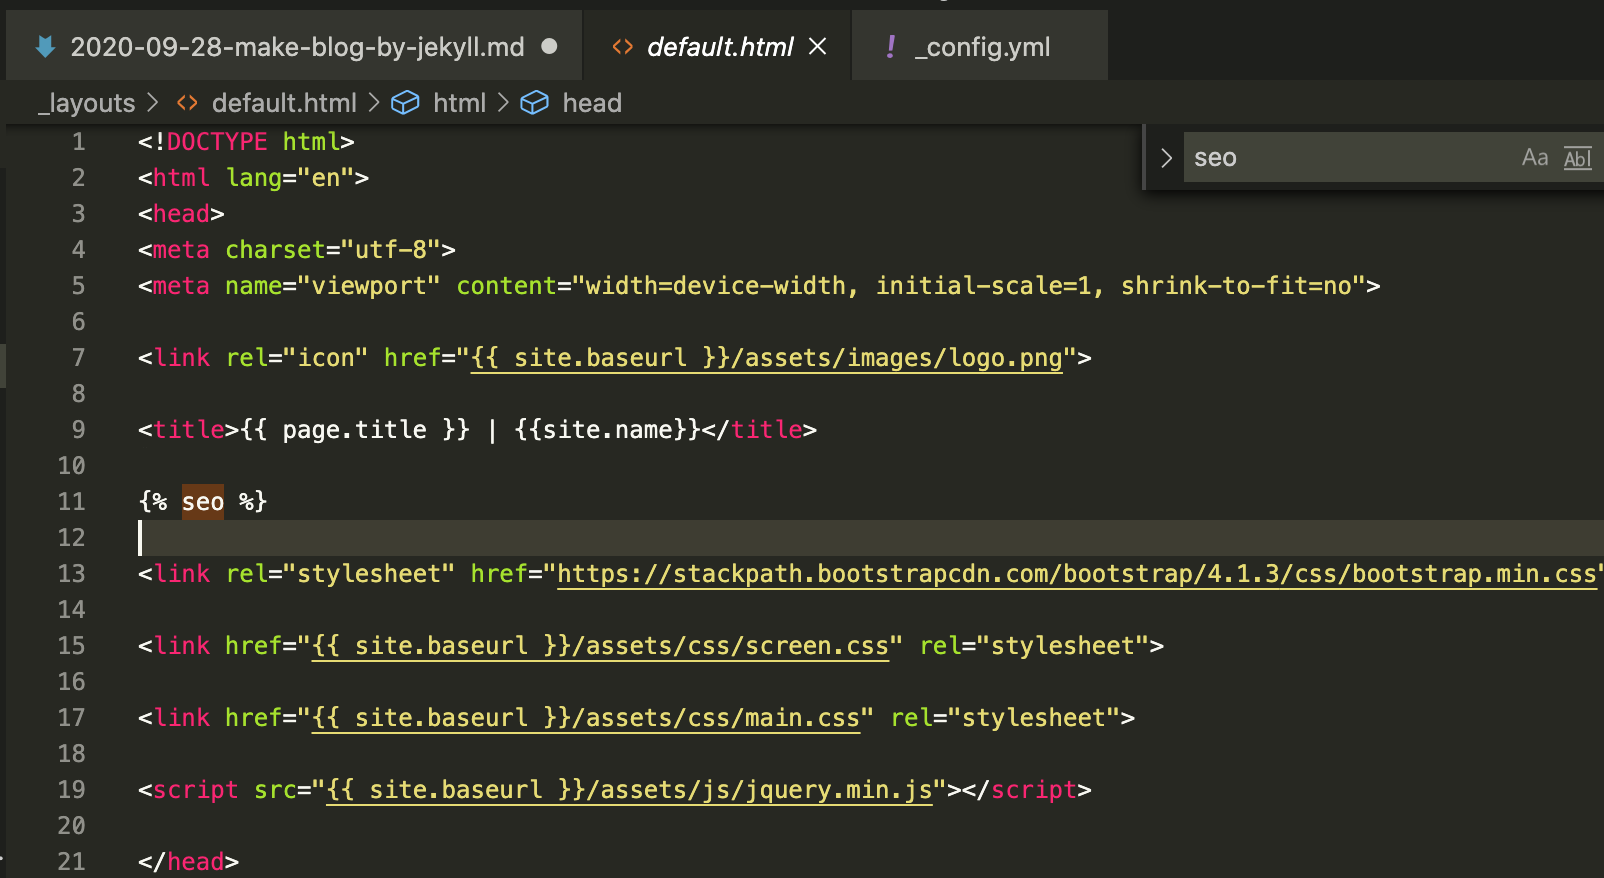 2020-09-28-make-blog-by-jekyll.md
default.html
! _config.yml
_layouts > <> default.html > html > head
seo
Aa
Abl
1 <!DOCTYPE html>
2 <html lang="en">
3 <head>
4 <meta charset="utf-8">
5 <meta name="viewport" content="width=device-width, initial-scale=1, shrink-to-fit=no">
6
7 <link rel="icon" href="{{ site.baseurl }}/assets/images/logo.png">
8
9 <title>{{ page.title }} | {{site.name}}</title>
10
11 {% seo %}
12
13 <link rel="stylesheet" href="https://stackpath.bootstrapcdn.com/bootstrap/4.1.3/css/bootstrap.min.css"
14
15 <link href="{{ site.baseurl }}/assets/css/screen.css" rel="stylesheet">
16
17 <link href="{{ site.baseurl }}/assets/css/main.css" rel="stylesheet">
18
19 <script src="{{ site.baseurl }}/assets/js/jquery.min.js"></script>
20
21 </head>